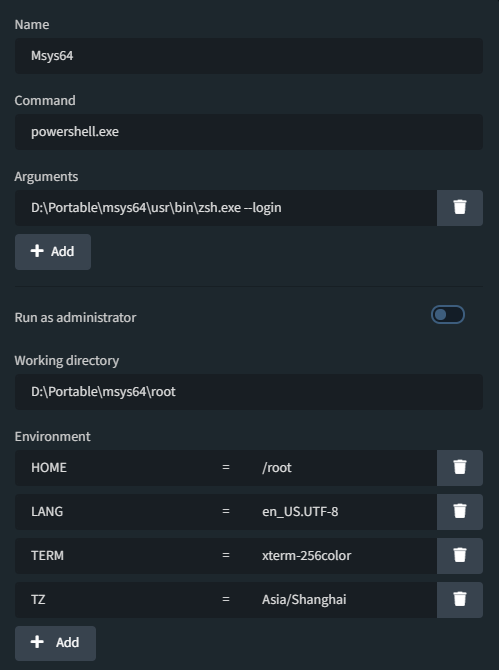 Name
Msys64
Command
powershell.exe
Arguments
D:\Portable\msys64\usr\bin\zsh.exe --login
Add
Run as administrator
Working directory
D:\Portable\msys64\root
Environment
HOME = /root
LANG = en_US.UTF-8
TERM = xterm-256color
TZ = Asia/Shanghai
Add